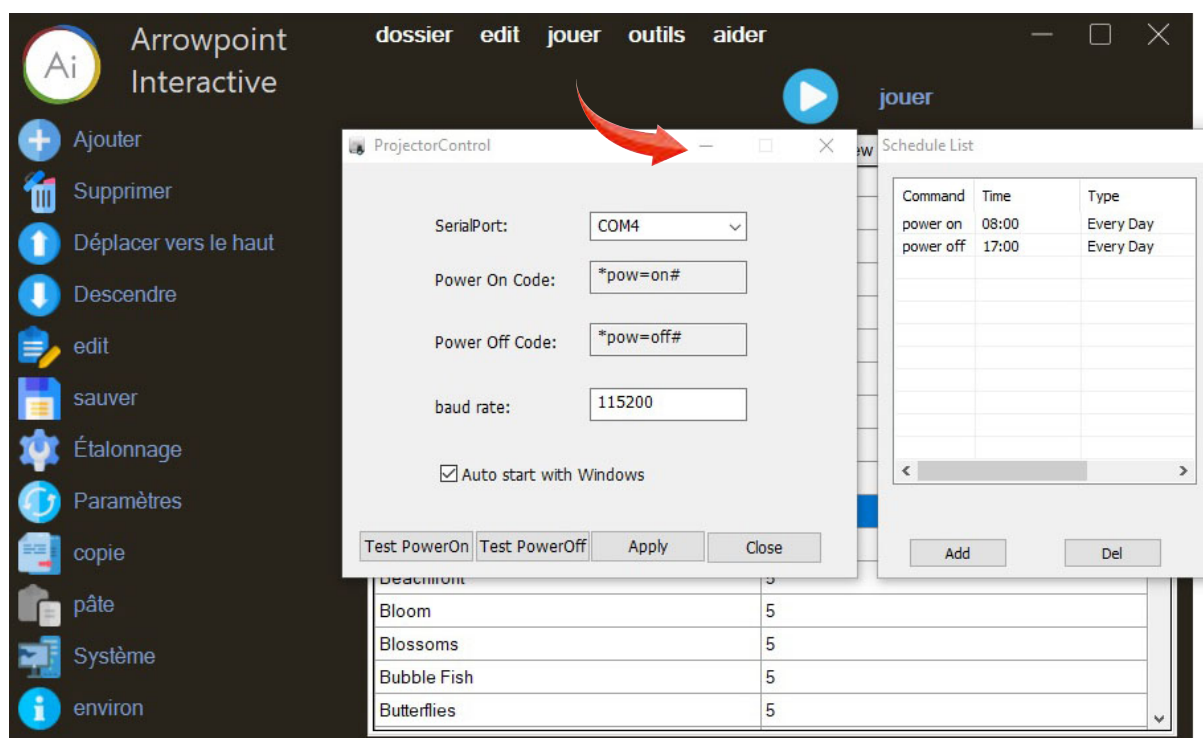 Ai
Arrowpoint
Interactive
dossier edit jouer outils aider
jouer
Ajouter
Supprimer
Déplacer vers le haut
Descendre
edit
sauver
Étalonnage
Paramètres
copie
pâte
Système
environ
ProjectorControl
SerialPort: COM4
Power On Code: *pow=on#
Power Off Code: *pow=off#
baud rate: 115200
Auto start with Windows
Test PowerOn Test PowerOff Apply Close
Schedule List
Command Time Type
power on 08:00 Every Day
power off 17:00 Every Day
Add Del
Beachfront 5
Bloom 5
Blossoms 5
Bubble Fish 5
Butterflies 5